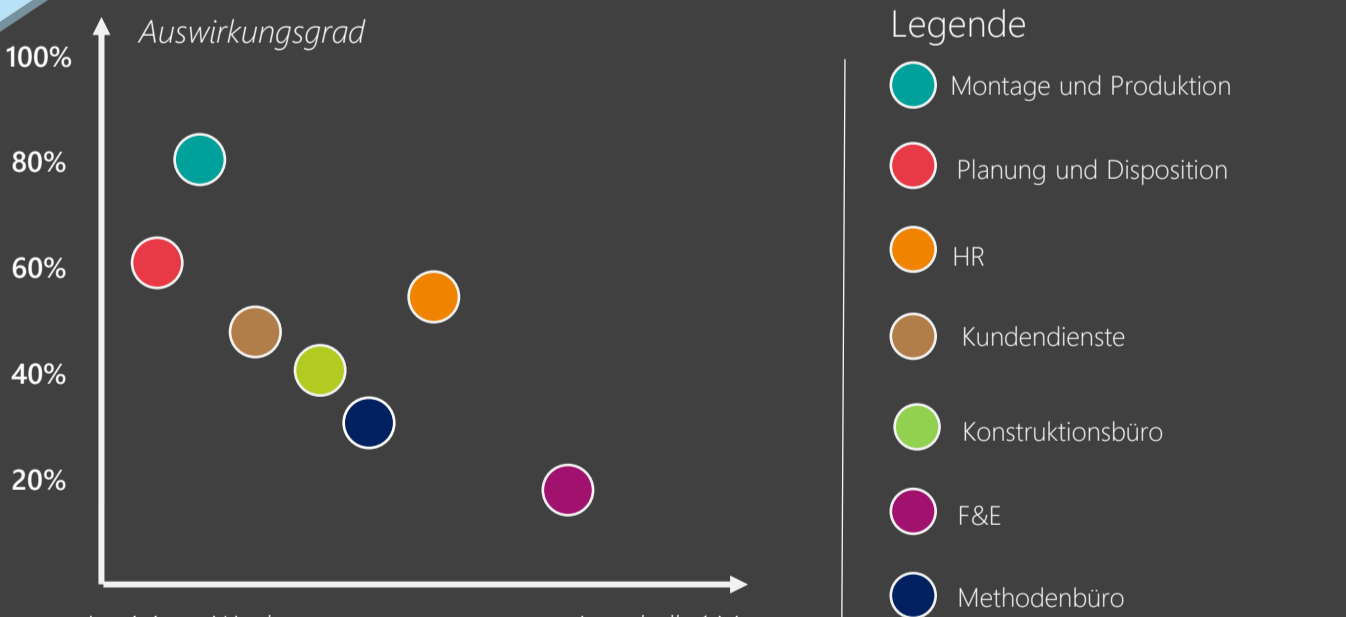 Auswirkungsgrad
100%
80%
60%
40%
20%
Legende
Montage und Produktion
Planung und Disposition
HR
Kundendienste
Konstruktionsbüro
F&E
Methodenbüro